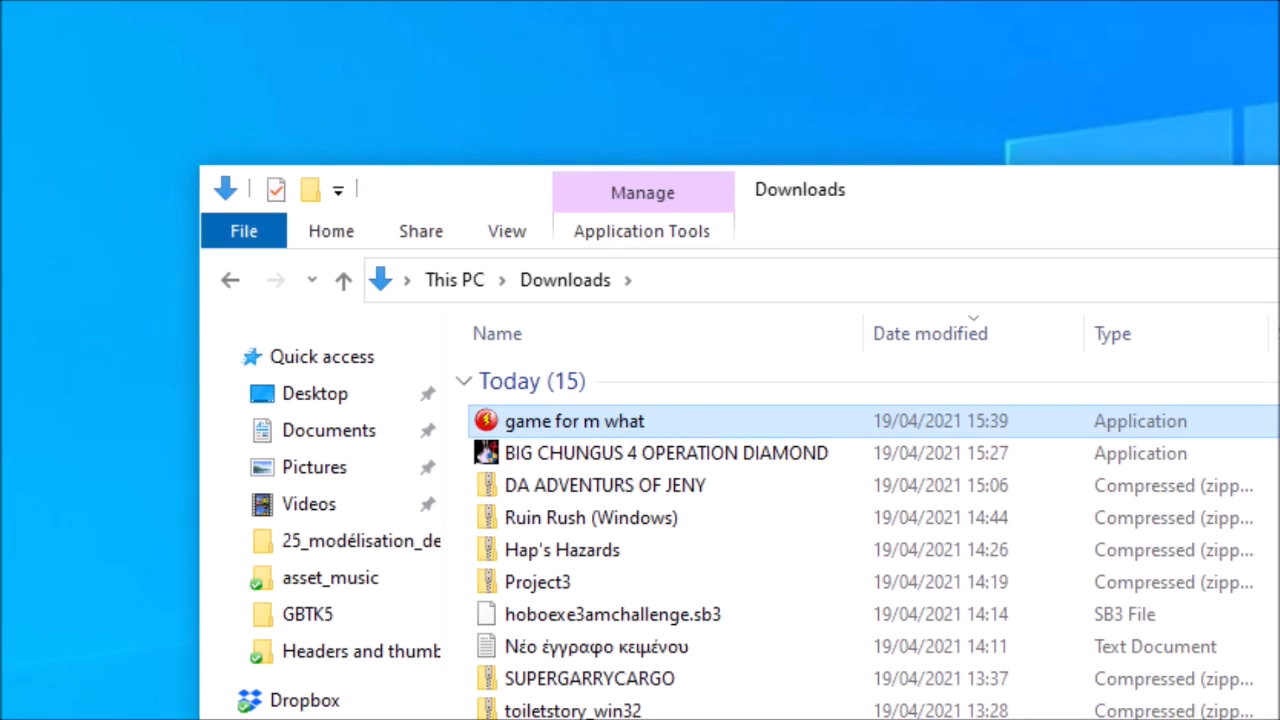 Manage
Downloads
File
Home
Share
View
Application Tools
This PC
Downloads
Name
Date modified
Type
Quick access
Desktop
Documents
Pictures
Videos
25_modélisation_de
asset_music
GBTK5
Headers and thumb
Dropbox
Today (15)
game for m what 19/04/2021 15:39 Application
BIG CHUNGUS 4 OPERATION DIAMOND 19/04/2021 15:27 Application
DA ADVENTURS OF JENY 19/04/2021 15:06 Compressed (zipp...
Ruin Rush (Windows) 19/04/2021 14:44 Compressed (zipp...
Hap's Hazards 19/04/2021 14:26 Compressed (zipp...
Project3 19/04/2021 14:19 Compressed (zipp...
hoboexe3amchallenge.sb3 19/04/2021 14:14 SB3 File
Νέο έγγραφο κειμένου 19/04/2021 14:11 Text Document
SUPERGARRYCARGO 19/04/2021 13:37 Compressed (zipp...
toiletstory_win32 19/04/2021 13:28 Compressed (zipp...